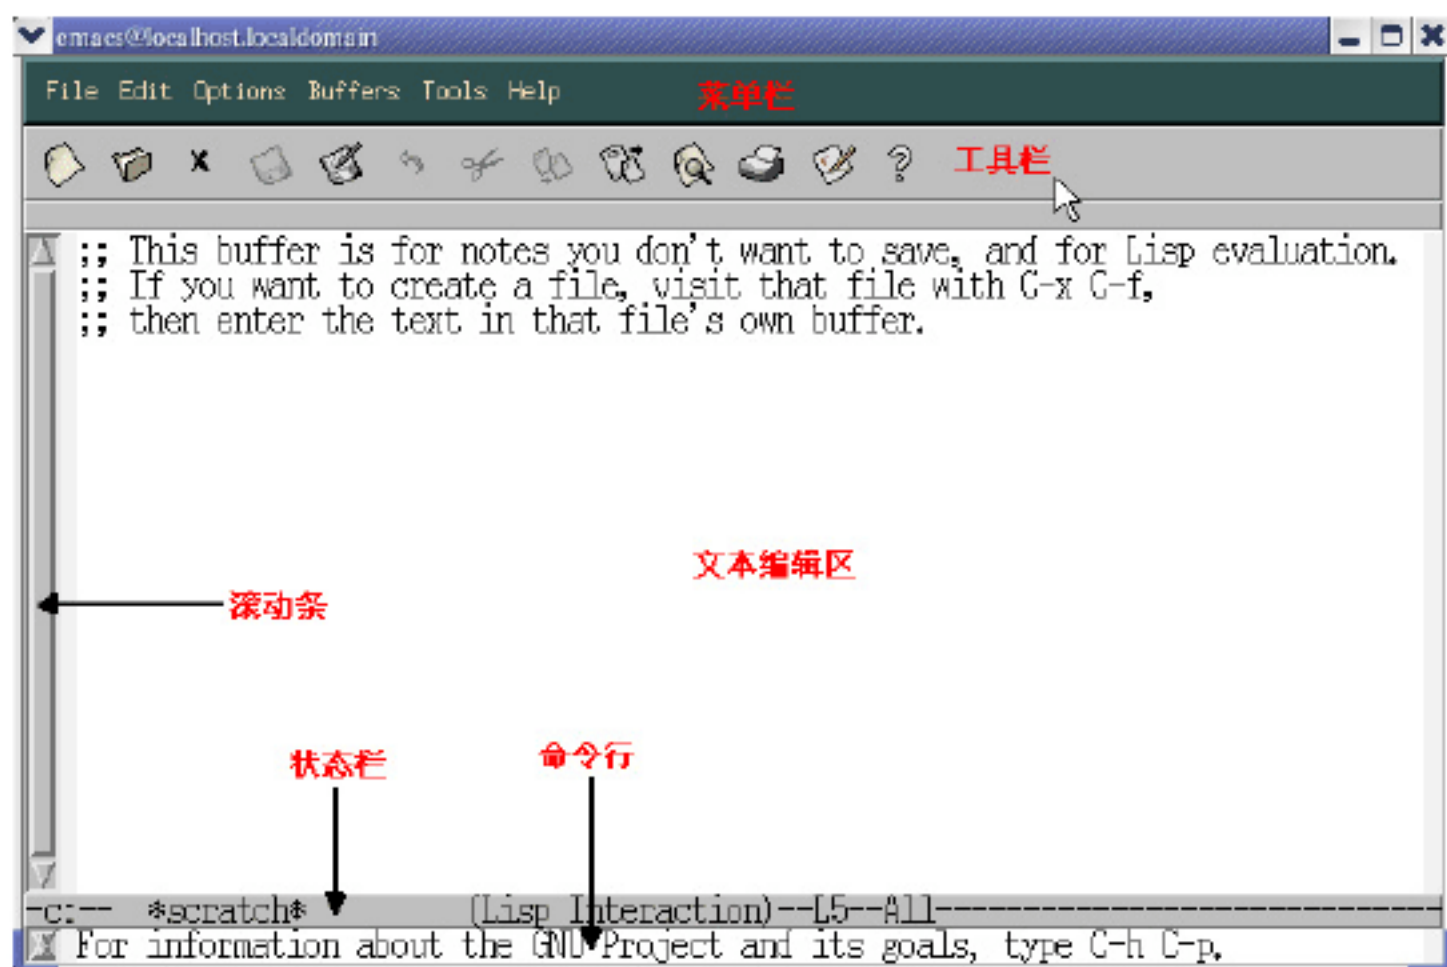 emacs@localhost.localdomain
File Edit Options Buffers Tools Help 菜单栏
工具栏
;; This buffer is for notes you don't want to save, and for Lisp evaluation.
;; If you want to create a file, visit that file with C-x C-f,
;; then enter the text in that file's own buffer.
文本编辑区
滚动条
状态栏 命令行
-c:-- *scratch* (Lisp Interaction)--L5--All------------------------------
For information about the GNU Project and its goals, type C-h C-p.